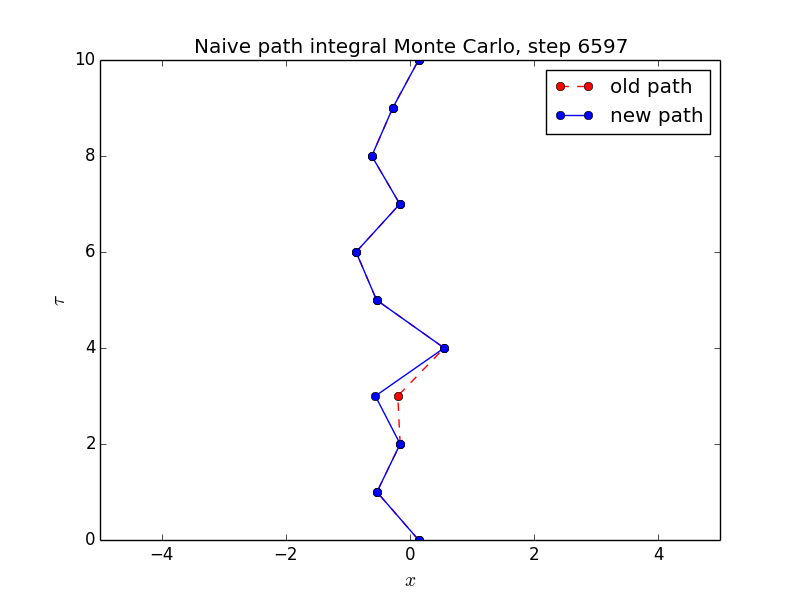 Naive path integral Monte Carlo, step 6597
10
8
6
4
2
0
τ
old path
new path
−4 −2 0 2 4
x